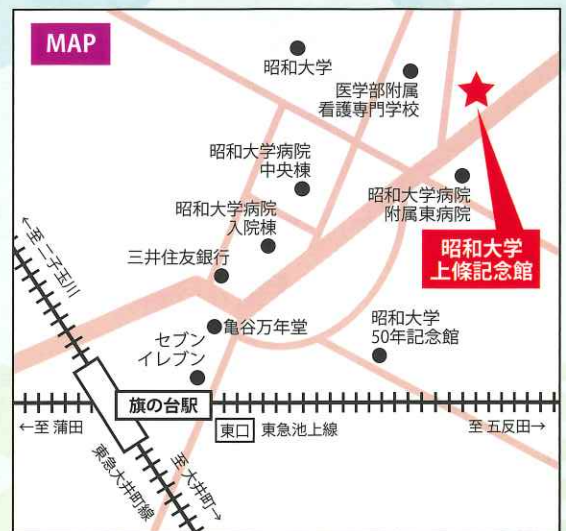 MAP
昭和大学
医学部附属
看護専門学校
昭和大学病院
中央棟
昭和大学病院
附属東病院
昭和大学病院
入院棟
←至 二子玉川
三井住友銀行
昭和大学
上條記念館
亀谷万年堂
昭和大学
50年記念館
セブン
イレブン
旗の台駅
←至 蒲田
東口 東急池上線
至 五反田→
東急大井町線
至 大井町→